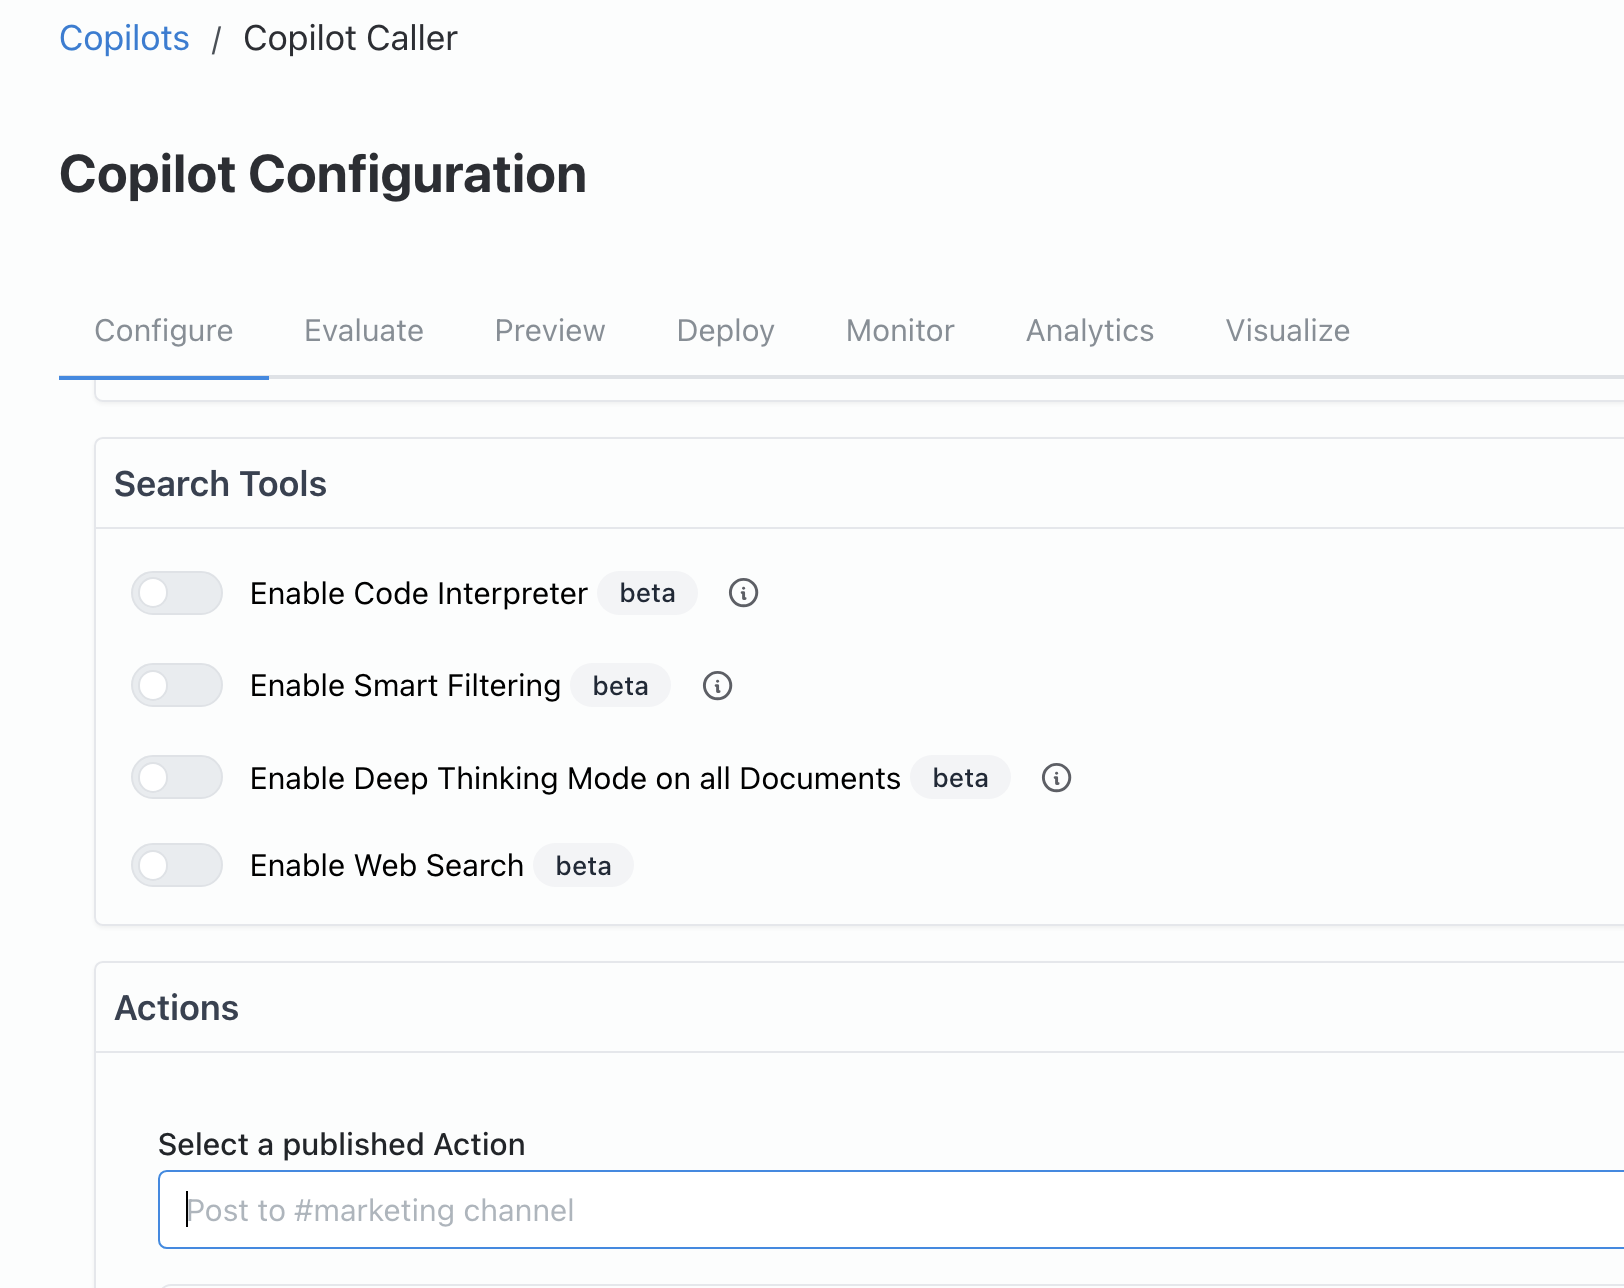 Copilots / Copilot Caller
Copilot Configuration
Configure Evaluate Preview Deploy Monitor Analytics Visualize
Search Tools
Enable Code Interpreter beta
Enable Smart Filtering beta
Enable Deep Thinking Mode on all Documents beta
Enable Web Search beta
Actions
Select a published Action
Post to #marketing channel